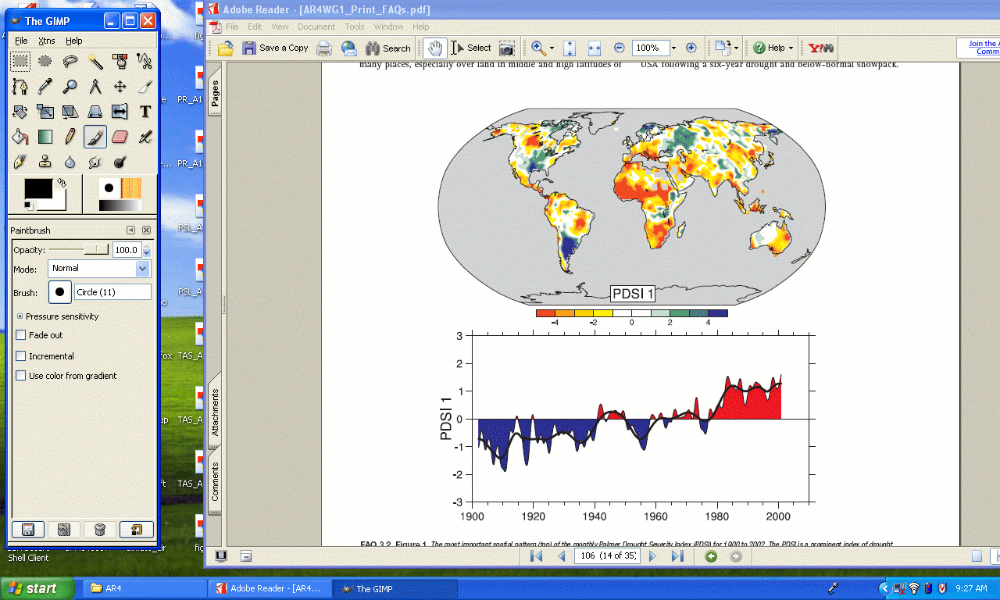 Adobe Reader - [AR4WG1_Print_FAQs.pdf]
The GIMP
File Edit View Document Tools Window Help
File Xtns Help
Save a Copy
Search
Select
100%
Help
Y!
Join the A
Comm
Pages
many places, especially over land in middle and high latitudes of
USA following a six-year drought and below-normal snowpack.
PR_A1
PR_A1
PSL_A
PSL_A
TAS_A
TAS_A
TAS_A
Paintbrush
Opacity: 100.0
Mode: Normal
Brush: Circle (11)
Pressure sensitivity
Fade out
Incremental
Use color from gradient
PDSI 1
-4 -2 0 2 4
3
2
1
0
-1
-2
-3
PDSI 1
1900 1920 1940 1960 1980 2000
Attachments
Comments
FAQ 3.2, Figure 1. The most important spatial pattern (top) of the monthly Palmer Drought Severity Index (PDSI) for 1900 to 2002. The PDSI is a prominent index of drought
106 (14 of 35)
Shell Client
start
AR4
Adobe Reader - [AR4...
The GIMP
9:27 AM